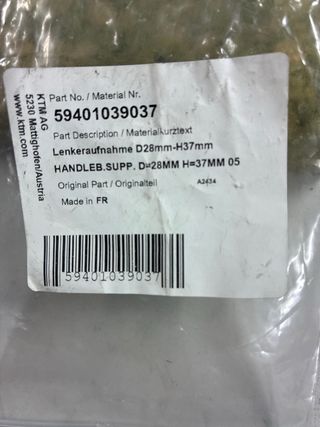 Part No. / Material Nr.
59401039037
Part Description / Materialkurztext
Lenkeraufnahme D28mm-H37mm
HANDLEB.SUPP. D=28MM H=37MM 05
Original Part / Originalteil
A2434
Made in FR
59401039037
KTM AG
5230 Mattighofen/Austria
www.ktm.com